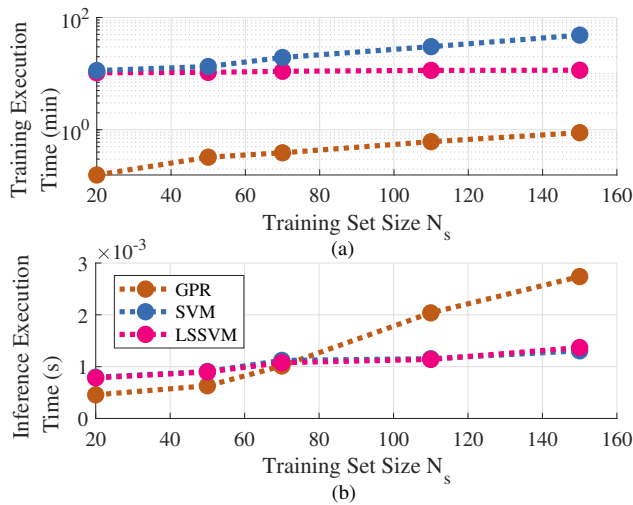 10^2
10^0
Training Execution
Time (min)
20 40 60 80 100 120 140 160
Training Set Size N_s
(a)
×10^-3
3
2
1
0
Inference Execution
Time (s)
GPR
SVM
LSSVM
20 40 60 80 100 120 140 160
Training Set Size N_s
(b)